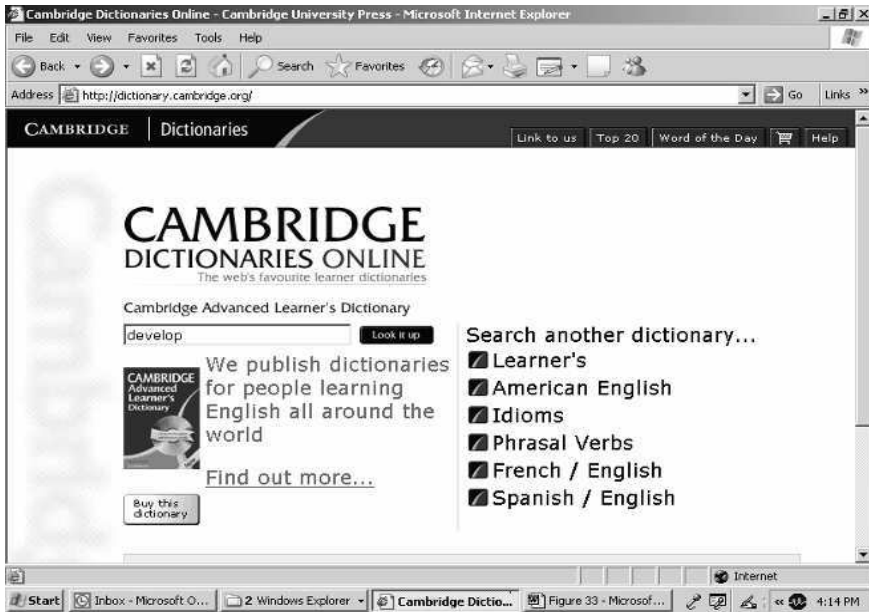 Cambridge Dictionaries Online - Cambridge University Press - Microsoft Internet Explorer
File Edit View Favorites Tools Help
Back Search Favorites
Address http://dictionary.cambridge.org/ Go Links »
CAMBRIDGE Dictionaries
Link to us Top 20 Word of the Day Help
Cambrid
CAMBRIDGE
DICTIONARIES ONLINE
The web's favourite learner dictionaries
Cambridge Advanced Learner's Dictionary
develop Look it up
CAMBRIDGE
Advanced
Learner's
Dictionary
We publish dictionaries
for people learning
English all around the
world
Find out more...
Buy this
dictionary
Search another dictionary...
Learner's
American English
Idioms
Phrasal Verbs
French / English
Spanish / English
Internet
Start Inbox - Microsoft O... 2 Windows Explorer Cambridge Dictio... Figure 33 - Microsof... « 4:14 PM